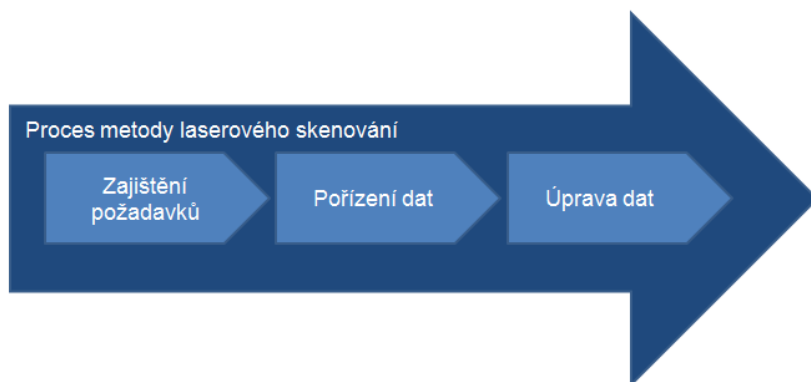 Proces metody laserového skenování
Zajištění
požadavků
Pořízení dat
Úprava dat